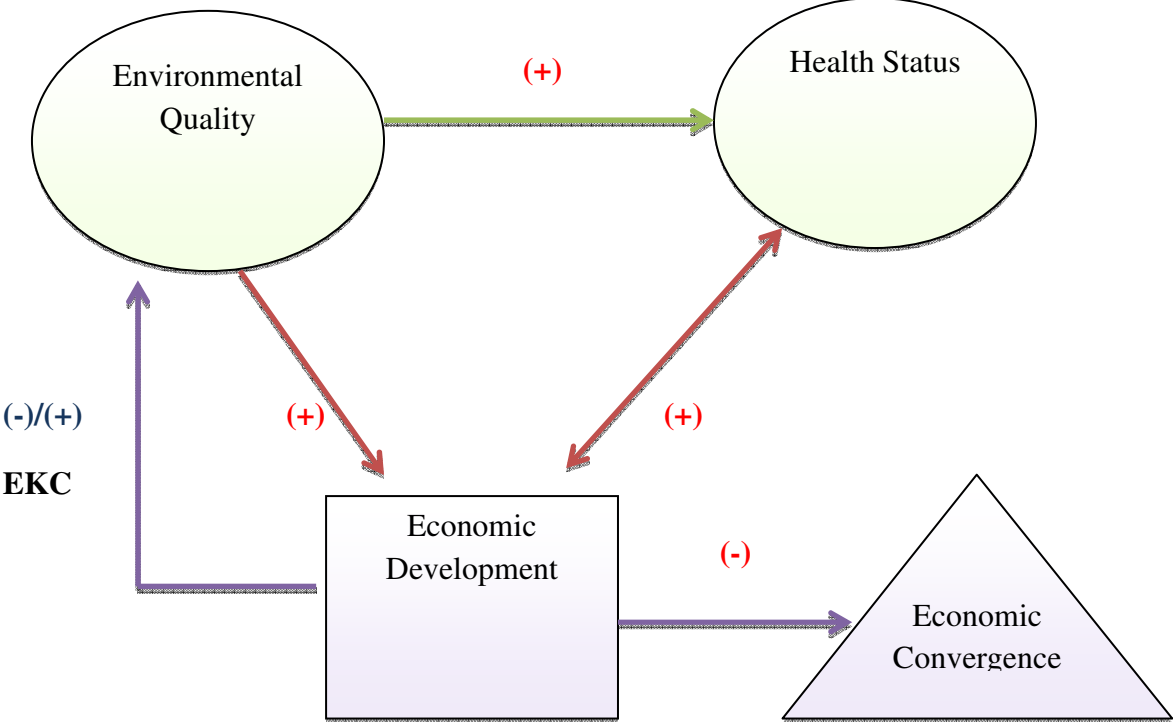 Environmental
Quality
(+)
Health Status
(-)/(+)
EKC
(+)
(+)
Economic
Development
(-)
Economic
Convergence